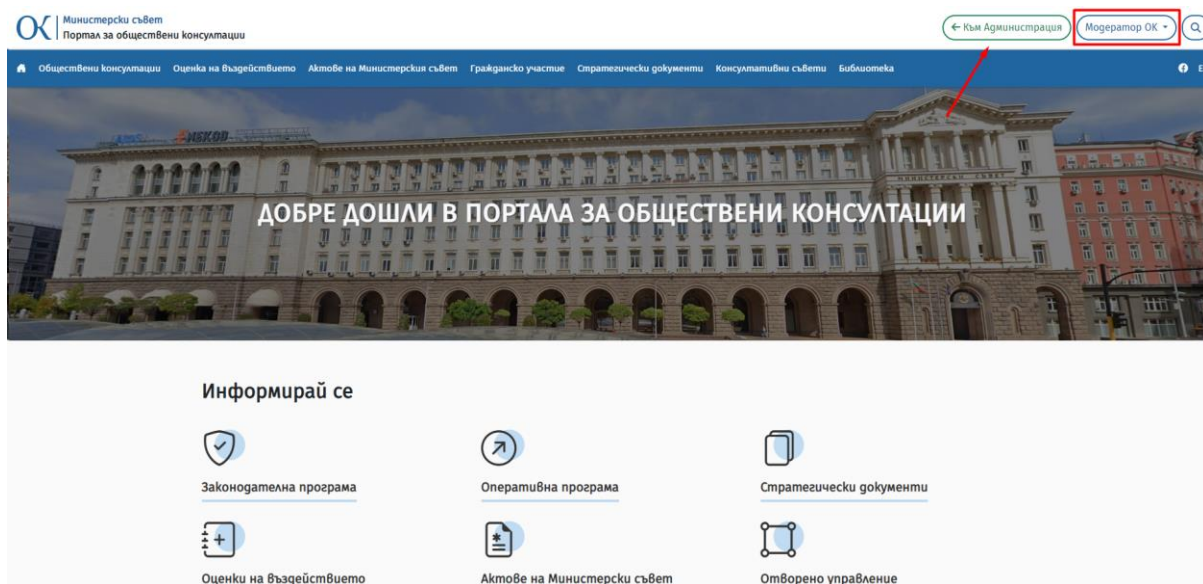 Министерски съвет
Портал за обществени консултации
Към Администрация
Модератор ОК
Обществени консултации Оценка на въздействието Актове на Министерския съвет Гражданско участие Стратегически документи Консултативни съвети Библиотека
МИНИСТЕРСКИ СЪВЕТ
ДОБРЕ ДОШЛИ В ПОРТАЛА ЗА ОБЩЕСТВЕНИ КОНСУЛТАЦИИ
Информирай се
Законодателна програма
Оперативна програма
Стратегически документи
Оценки на въздействието
Актове на Министерски съвет
Отворено управление